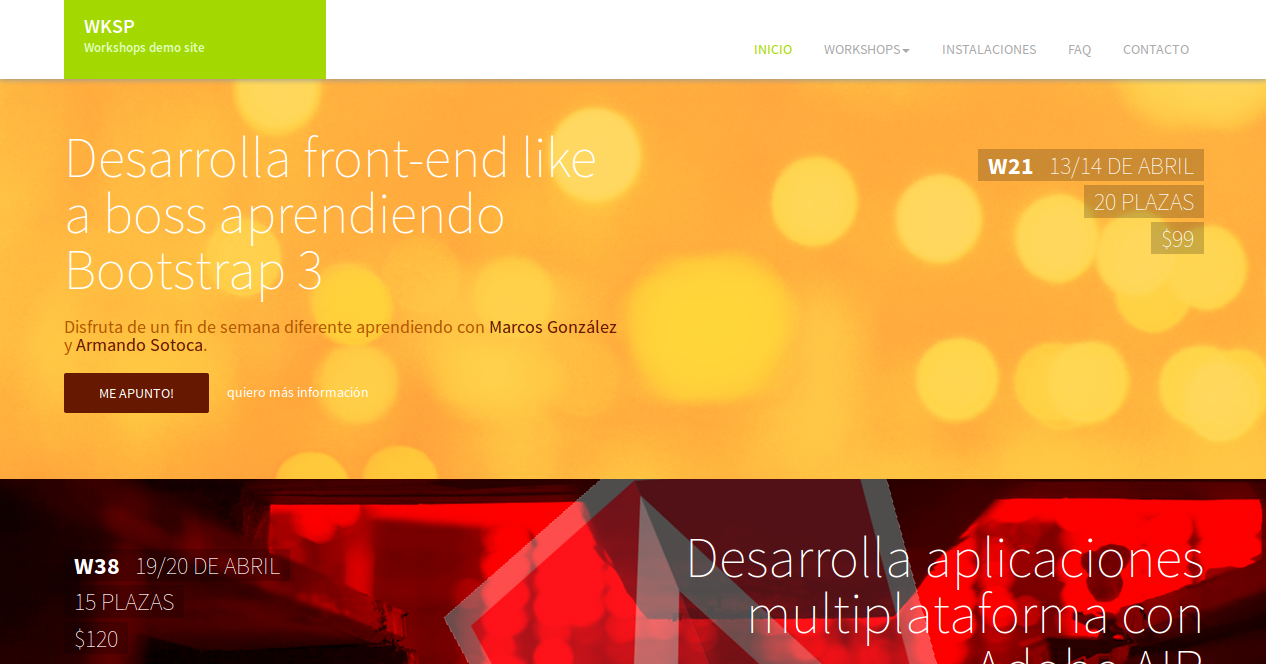 WKSP
Workshops demo site
INICIO WORKSHOPS INSTALACIONES FAQ CONTACTO
Desarrolla front-end like
a boss aprendiendo
Bootstrap 3
Disfruta de un fin de semana diferente aprendiendo con Marcos González
y Armando Sotoca.
ME APUNTO! quiero más información
W21 13/14 DE ABRIL
20 PLAZAS
$99
W38 19/20 DE ABRIL
15 PLAZAS
$120
Desarrolla aplicaciones
multiplataforma con
Adobe AIR